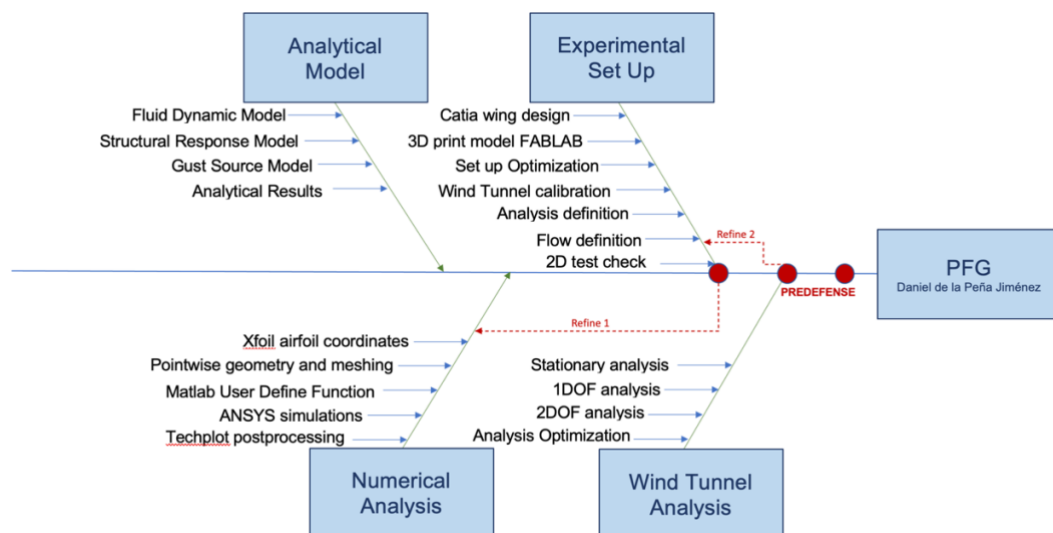 Analytical
Model
Fluid Dynamic Model
Structural Response Model
Gust Source Model
Analytical Results
Experimental
Set Up
Catia wing design
3D print model FABLAB
Set up Optimization
Wind Tunnel calibration
Analysis definition
Flow definition
2D test check
Refine 2
PREDEFENSE
PFG
Daniel de la Peña Jiménez
Refine 1
Xfoil airfoil coordinates
Pointwise geometry and meshing
Matlab User Define Function
ANSYS simulations
Techplot postprocessing
Numerical
Analysis
Stationary analysis
1DOF analysis
2DOF analysis
Analysis Optimization
Wind Tunnel
Analysis